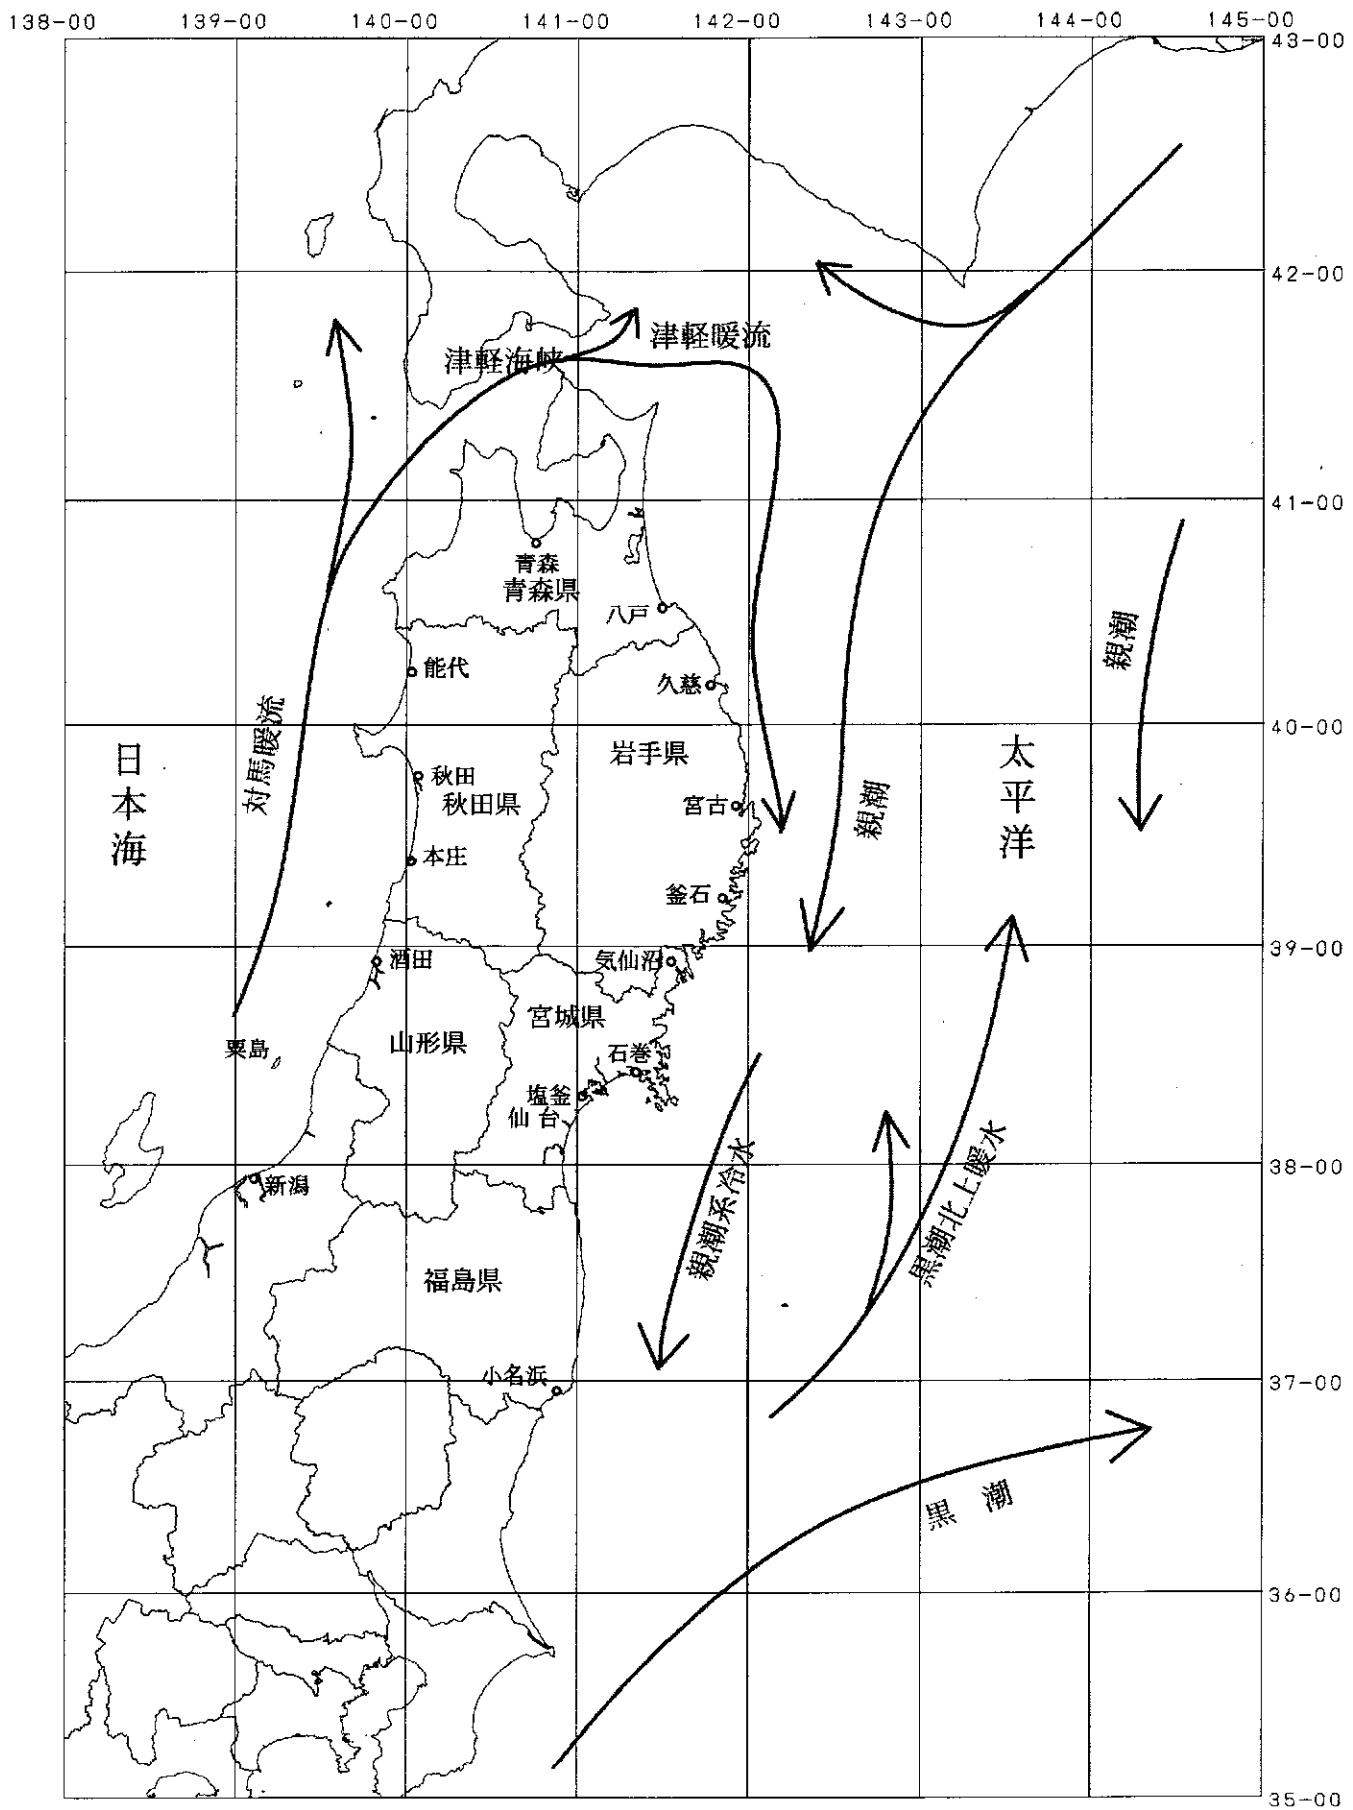 138-00
139-00
140-00
141-00
142-00
143-00
144-00
145-00
43-00
42-00
津軽暖流
津軽海峡
41-00
青森
青森県
八戸
親潮
能代
久慈
対馬暖流
40-00
日本海
岩手県
太平洋
秋田
秋田県
宮古
親潮
本庄
釜石
39-00
酒田
気仙沼
宮城県
山形県
粟島
石巻
塩釜
仙台
黒潮北上暖水
親潮系冷水
38-00
新潟
福島県
小名浜
37-00
黒潮
36-00
35-00